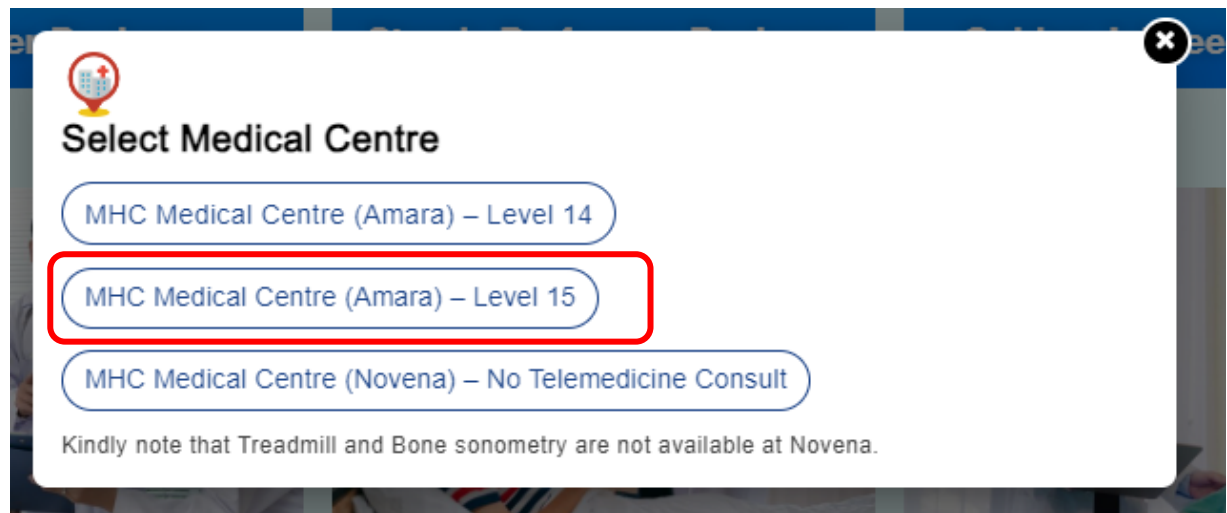 Select Medical Centre
MHC Medical Centre (Amara) – Level 14
MHC Medical Centre (Amara) – Level 15
MHC Medical Centre (Novena) – No Telemedicine Consult
Kindly note that Treadmill and Bone sonometry are not available at Novena.